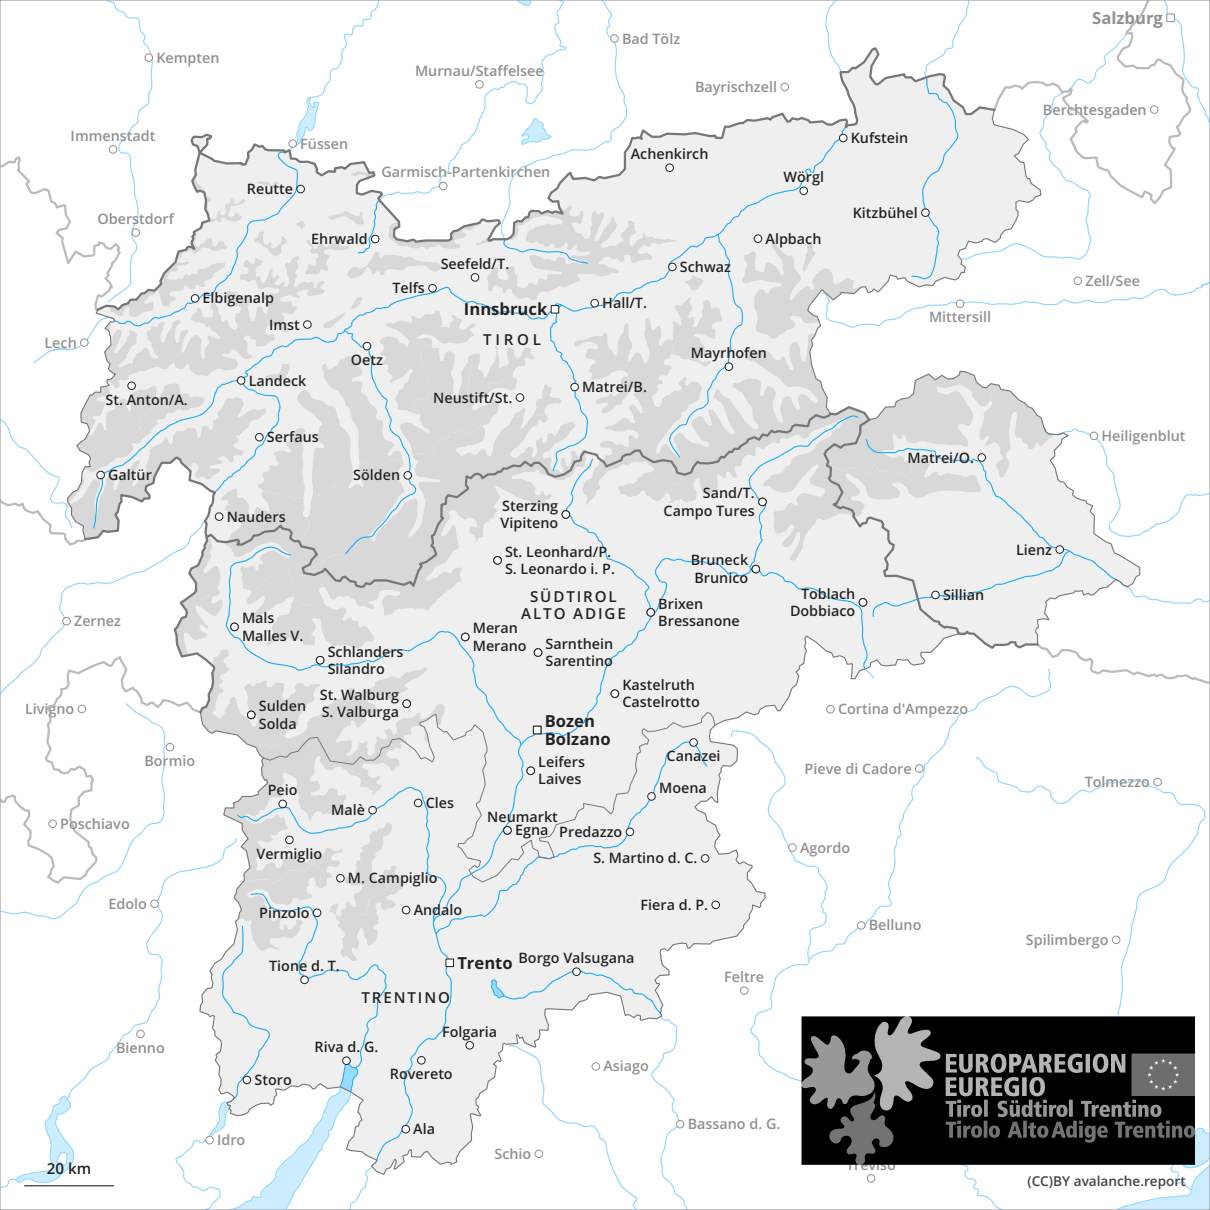 Salzburg
Bad Tölz
Kempten
Murnau/Staffelsee
Bayrischzell
Berchtesgaden
Immenstadt
Füssen
Kufstein
Achenkirch
Garmisch-Partenkirchen
Wörgl
Reutte
Oberstdorf
Kitzbühel
Ehrwald
Alpbach
Seefeld/T.
Schwaz
Zell/See
Telfs
Elbigenalp
Hall/T.
Innsbruck
Mittersill
Imst
TIROL
Lech
Oetz
Mayrhofen
Landeck
Matrei/B.
St. Anton/A.
Neustift/St.
Serfaus
Heiligenblut
Matrei/O.
Galtür
Sölden
Sand/T.
Campo Tures
Sterzing
Vipiteno
Nauders
St. Leonhard/P.
S. Leonardo i. P.
Lienz
Bruneck
Brunico
SÜDTIROL
ALTO ADIGE
Toblach
Dobbiaco
Sillian
Brixen
Bressanone
Zernez
Mals
Malles V.
Meran
Merano
Sarnthein
Sarentino
Schlanders
Silandro
Kastelruth
Castelrotto
St. Walburg
S. Valburga
Sulden
Solda
Livigno
Cortina d'Ampezzo
Bozen
Bolzano
Canazei
Bormio
Leifers
Laives
Pieve di Cadore
Tolmezzo
Peio
Moena
Malè
Cles
Neumarkt
Egna
Predazzo
Poschiavo
Vermiglio
S. Martino d. C.
Agordo
M. Campiglio
Edolo
Pinzolo
Andalo
Fiera d. P.
Belluno
Spilimbergo
Tione d. T.
Trento
Borgo Valsugana
Feltre
TRENTINO
Folgaria
Bienno
Riva d. G.
Rovereto
Storo
Asiago
EUROPAREGION
EUREGIO
Tirol Südtirol Trentino
Tirolo Alto Adige Trentino
Ala
Idro
Schio
Bassano d. G.
Treviso
20 km
(CC)BY avalanche.report